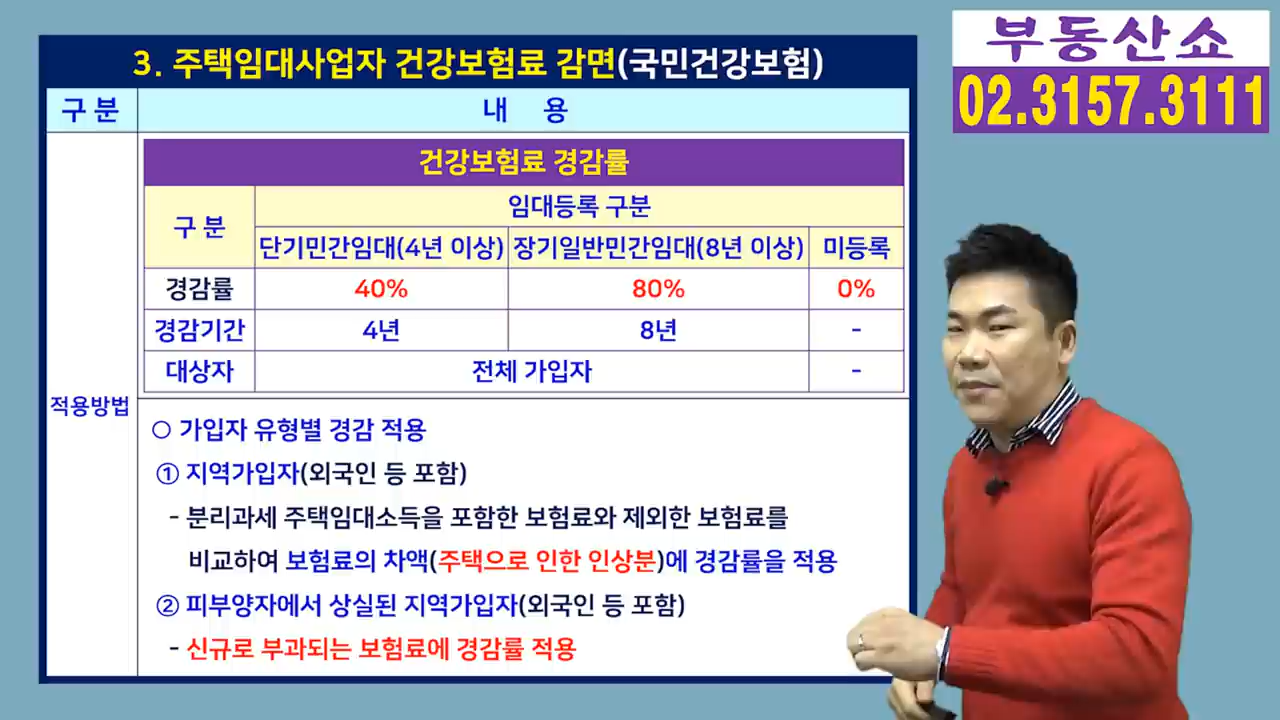 3. 주택임대사업자 건강보험료 감면(국민건강보험)
부동산쇼
02.3157.3111
구 분 내 용
건강보험료 경감률
구 분 임대등록 구분
단기민간임대(4년 이상) 장기일반민간임대(8년 이상) 미등록
경감률 40% 80% 0%
경감기간 4년 8년 -
대상자 전체 가입자 -
적용방법
○ 가입자 유형별 경감 적용
① 지역가입자(외국인 등 포함)
- 분리과세 주택임대소득을 포함한 보험료와 제외한 보험료를
비교하여 보험료의 차액(주택으로 인한 인상분)에 경감률을 적용
② 피부양자에서 상실된 지역가입자(외국인 등 포함)
- 신규로 부과되는 보험료에 경감률 적용